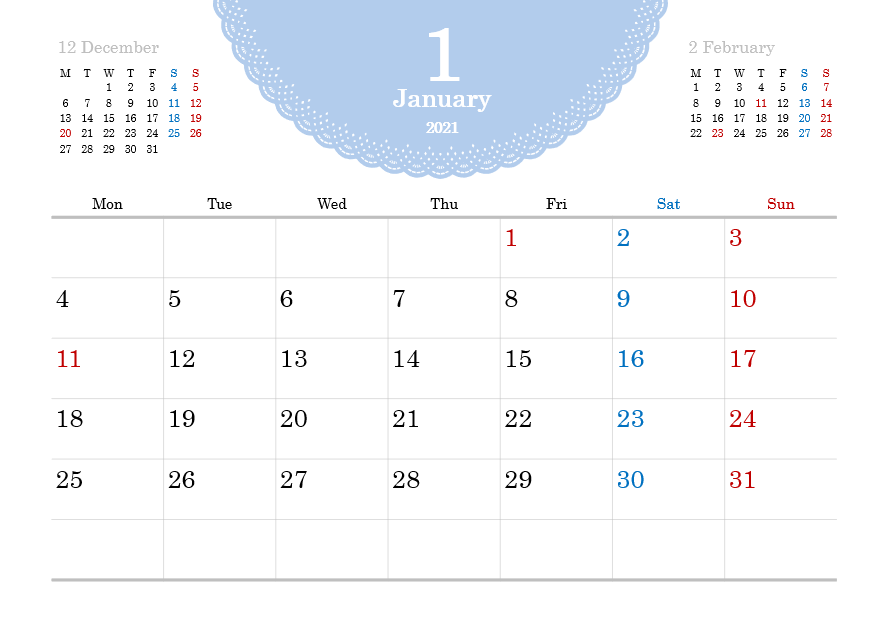 12 December
M T W T F S S
1 2 3 4 5
6 7 8 9 10 11 12
13 14 15 16 17 18 19
20 21 22 23 24 25 26
27 28 29 30 31
1
January
2021
2 February
M T W T F S S
1 2 3 4 5 6 7
8 9 10 11 12 13 14
15 16 17 18 19 20 21
22 23 24 25 26 27 28
Mon Tue Wed Thu Fri Sat Sun
1 2 3
4 5 6 7 8 9 10
11 12 13 14 15 16 17
18 19 20 21 22 23 24
25 26 27 28 29 30 31